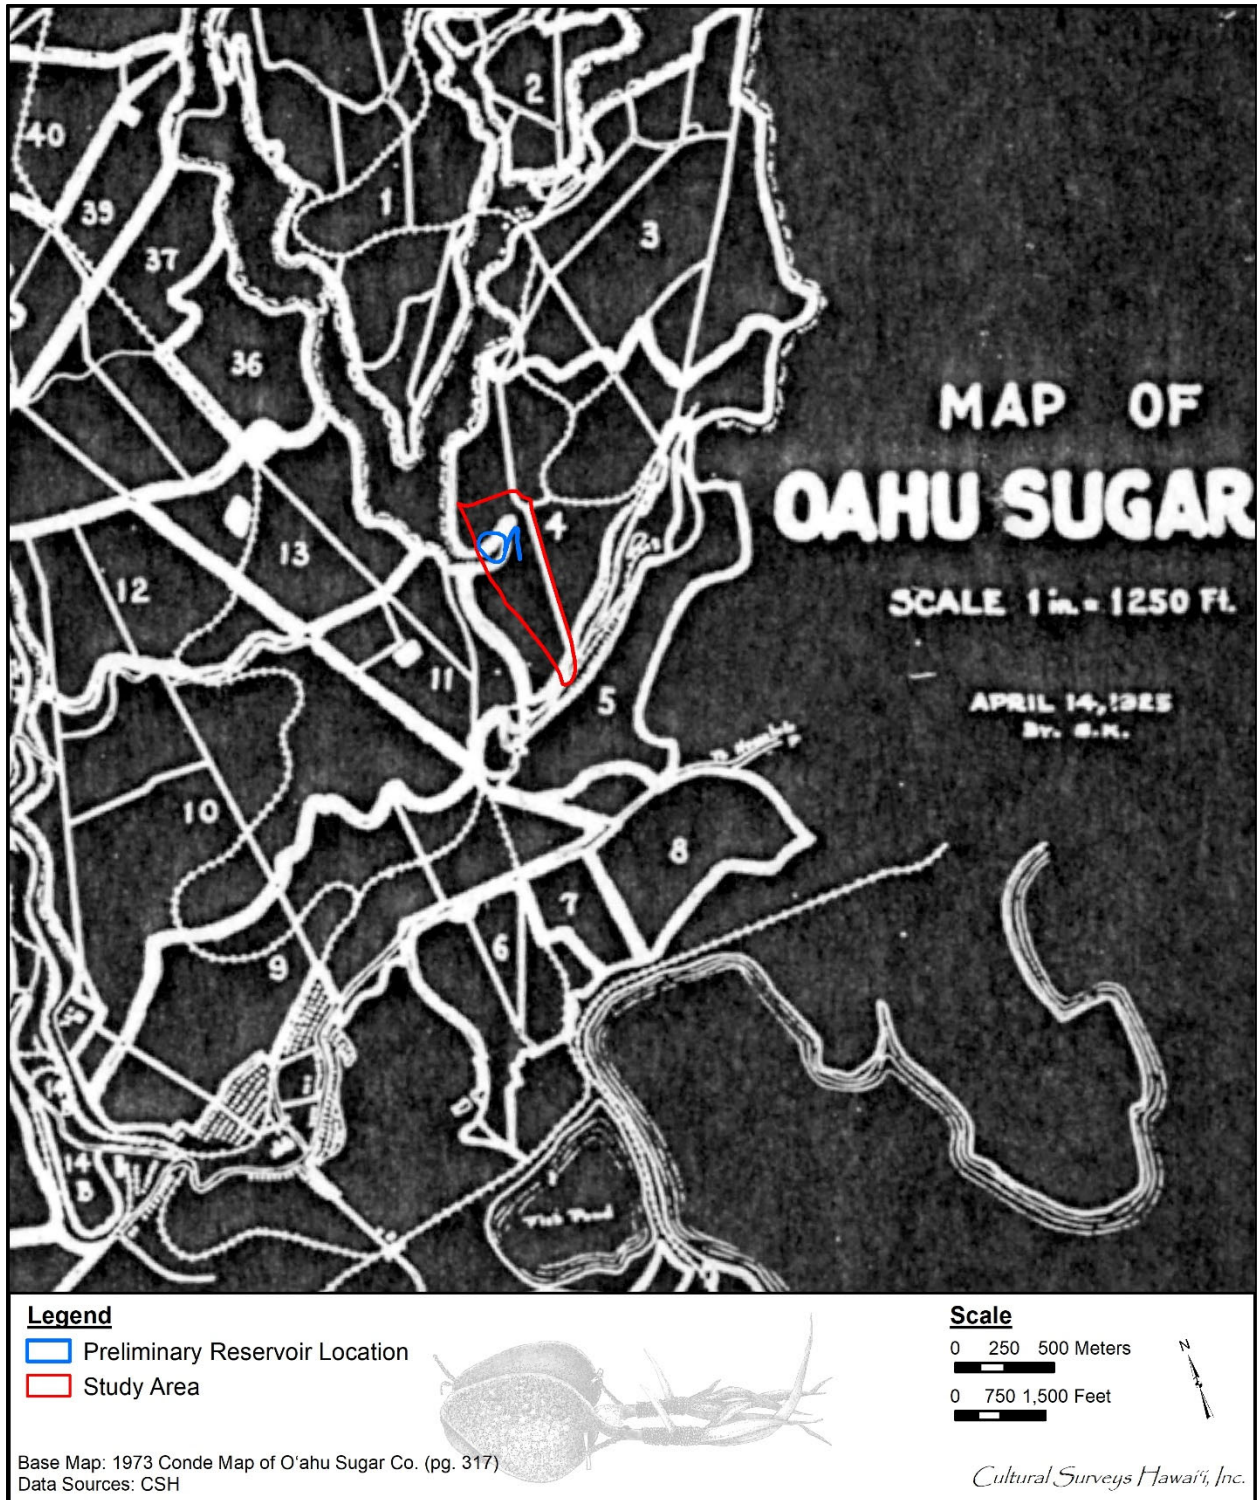 2
40
1
39
3
37
36
MAP OF
OAHU SUGAR
4
13
12
SCALE 1 in. = 1250 Ft.
11
5
APRIL 14, 1925
By. S.K.
10
8
7
6
9
14
B
Fish Pond
Legend
Preliminary Reservoir Location
Study Area
Scale
0 250 500 Meters
0 750 1,500 Feet
N
Base Map: 1973 Conde Map of Oʻahu Sugar Co. (pg. 317)
Data Sources: CSH
Cultural Surveys Hawaiʻi, Inc.